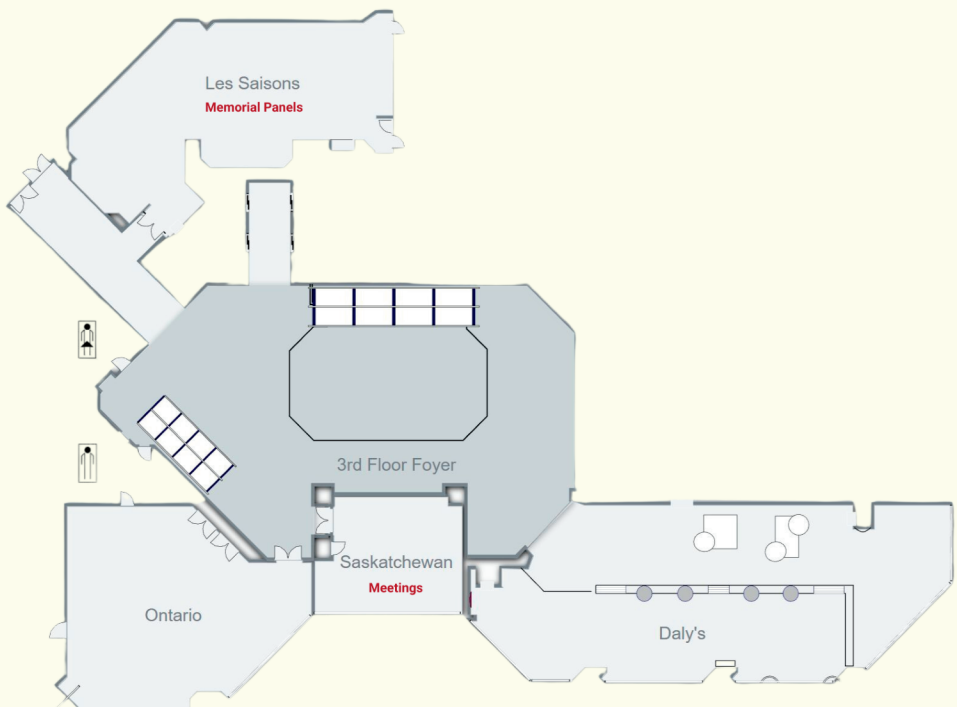 Les Saisons
Memorial Panels
3rd Floor Foyer
Saskatchewan
Meetings
Ontario
Daly's